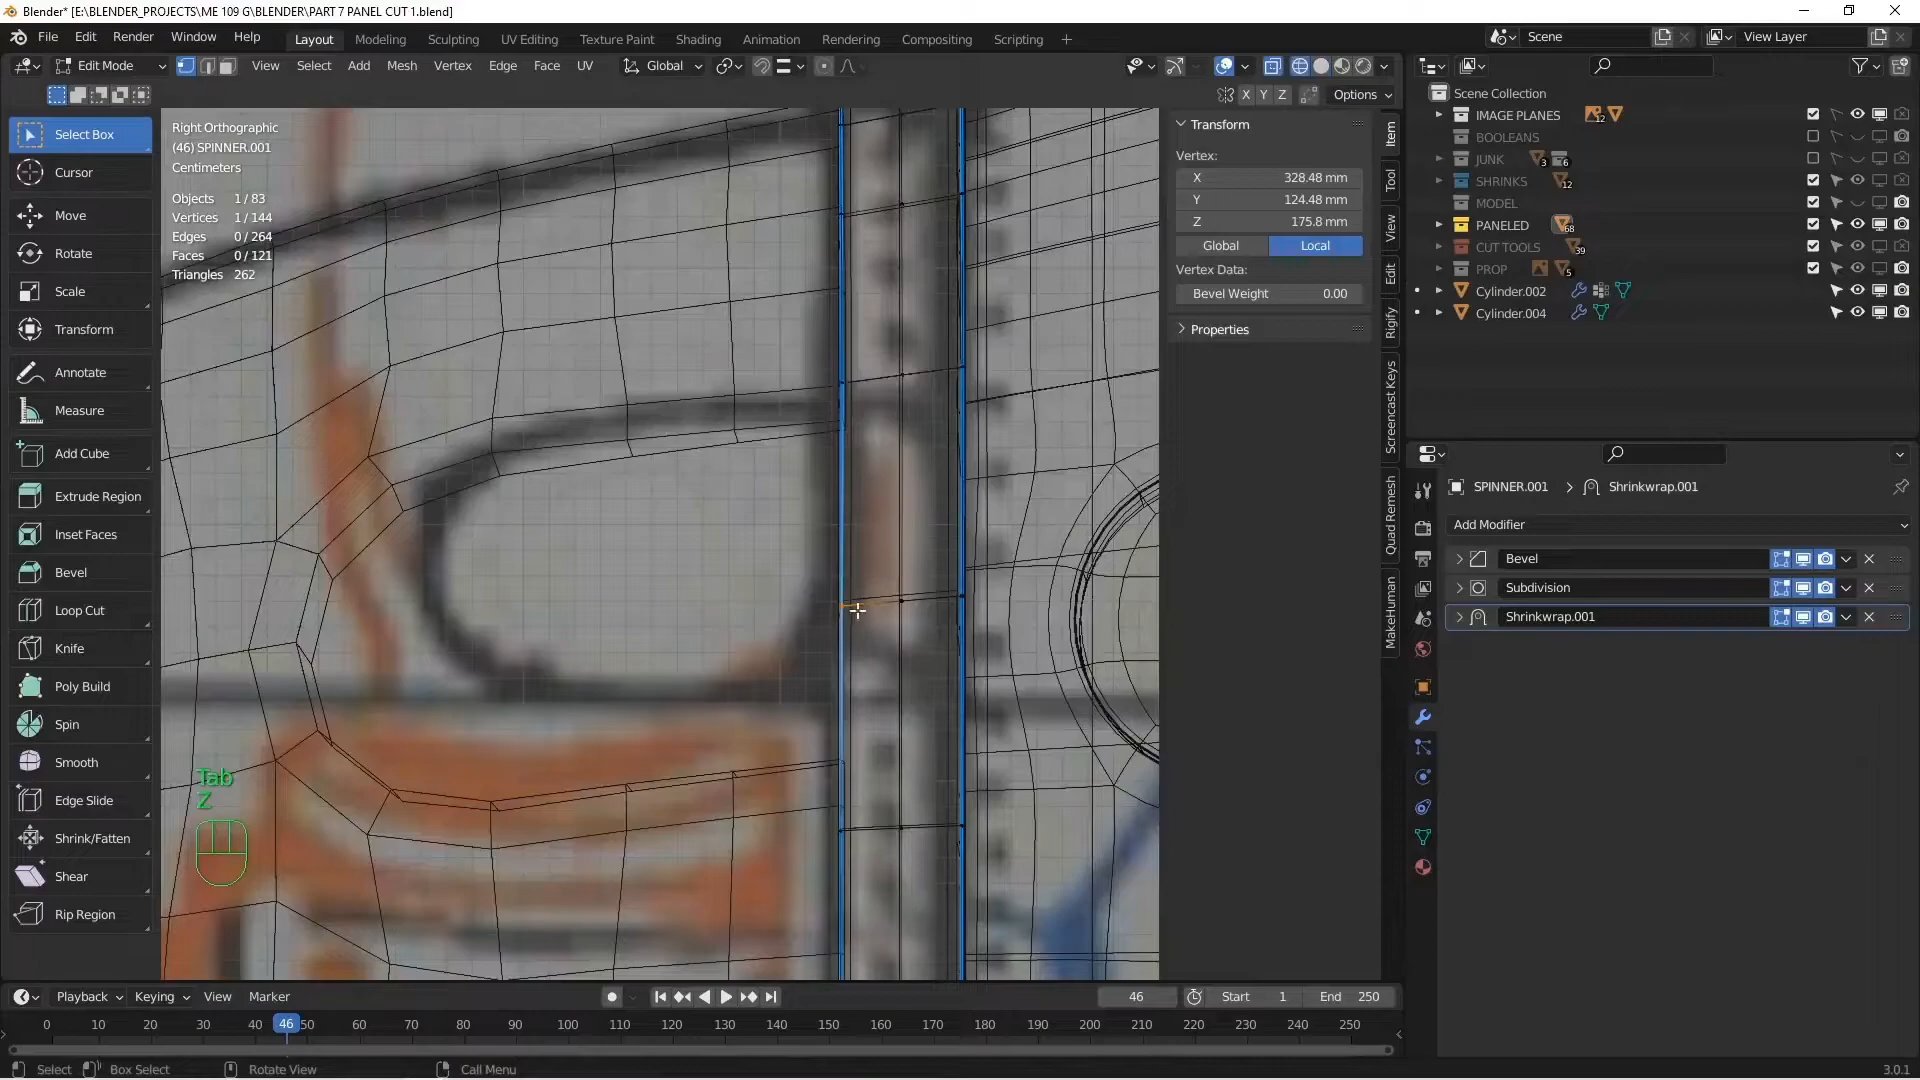 Blender* [E:\BLENDER_PROJECTS\ME 109 G\BLENDER\PART 7 PANEL CUT 1.blend]
File Edit Render Window Help Layout Modeling Sculpting UV Editing Texture Paint Shading Animation Rendering Compositing Scripting + Scene View Layer
Edit Mode View Select Add Mesh Vertex Edge Face UV Global
X Y Z Options
Select Box
Cursor
Move
Rotate
Scale
Transform
Annotate
Measure
Add Cube
Extrude Region
Inset Faces
Bevel
Loop Cut
Knife
Poly Build
Spin
Smooth
Edge Slide
Shrink/Fatten
Shear
Rip Region
Right Orthographic
(46) SPINNER.001
Centimeters
Objects 1 / 83
Vertices 1 / 144
Edges 0 / 264
Faces 0 / 121
Triangles 262
Tab
Z
Transform
Vertex:
X 328.48 mm
Y 124.48 mm
Z 175.8 mm
Global Local
Vertex Data:
Bevel Weight 0.00
Properties
Item
Tool
View
Edit
Rigify
Screencast Keys
Quad Remesh
MakeHuman
Scene Collection
IMAGE PLANES 12
BOOLEANS
JUNK 3 6
SHRINKS 12
MODEL
PANELED 68
CUT TOOLS 39
PROP 5
Cylinder.002
Cylinder.004
SPINNER.001 Shrinkwrap.001
Add Modifier
Bevel
Subdivision
Shrinkwrap.001
Playback Keying View Marker 46 Start 1 End 250
0 10 20 30 40 46 50 60 70 80 90 100 110 120 130 140 150 160 170 180 190 200 210 220 230 240 250
Select Box Select Rotate View Call Menu 3.0.1